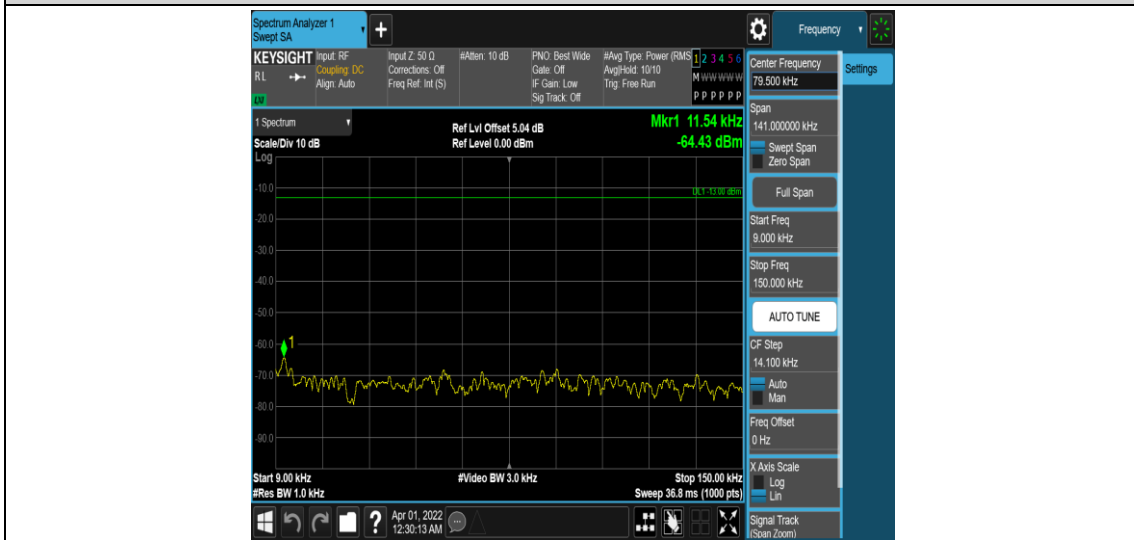 Spectrum Analyzer 1
Swept SA
+
Frequency
KEYSIGHT
RL
Input: RF
Coupling: DC
Align: Auto
Input Z: 50 Ω
Corrections: Off
Freq Ref: Int (S)
#Atten: 10 dB
PNO: Best Wide
Gate: Off
IF Gain: Low
Sig Track: Off
#Avg Type: Power (RMS
Avg|Hold: 10/10
Trig: Free Run
1 2 3 4 5 6
M W W W W W
P P P P P P
1 Spectrum
Scale/Div 10 dB
Log
Ref Lvl Offset 5.04 dB
Ref Level 0.00 dBm
Mkr1 11.54 kHz
-64.43 dBm
DL1 -13.00 dBm
-10.0
-20.0
-30.0
-40.0
-50.0
-60.0
-70.0
-80.0
-90.0
1
Start 9.00 kHz
#Res BW 1.0 kHz
#Video BW 3.0 kHz
Stop 150.00 kHz
Sweep 36.8 ms (1000 pts)
Center Frequency
79.500 kHz
Settings
Span
141.000000 kHz
Swept Span
Zero Span
Full Span
Start Freq
9.000 kHz
Stop Freq
150.000 kHz
AUTO TUNE
CF Step
14.100 kHz
Auto
Man
Freq Offset
0 Hz
X Axis Scale
Log
Lin
Signal Track
(Span Zoom)
?
Apr 01, 2022
12:30:13 AM